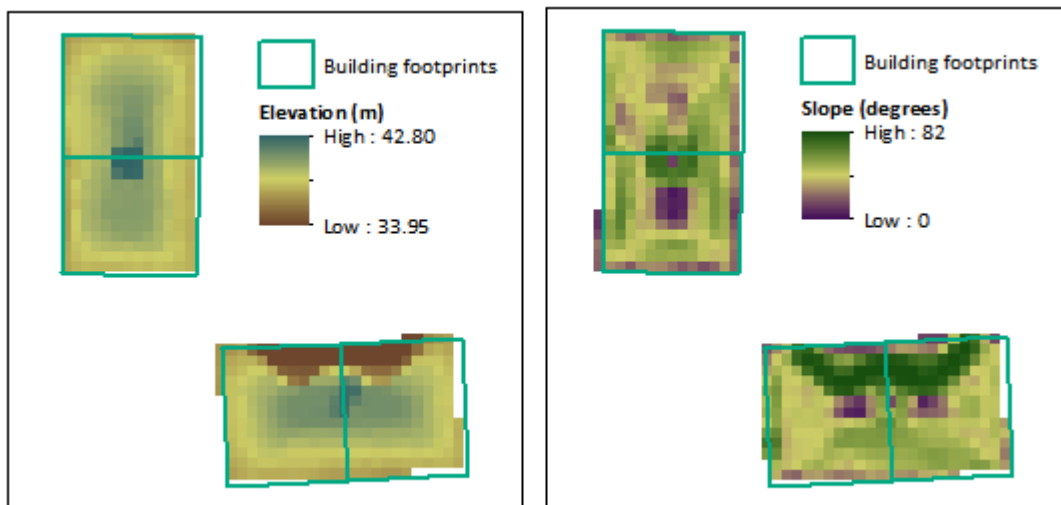 Building footprints
Elevation (m)
High : 42.80
Low : 33.95
Building footprints
Slope (degrees)
High : 82
Low : 0